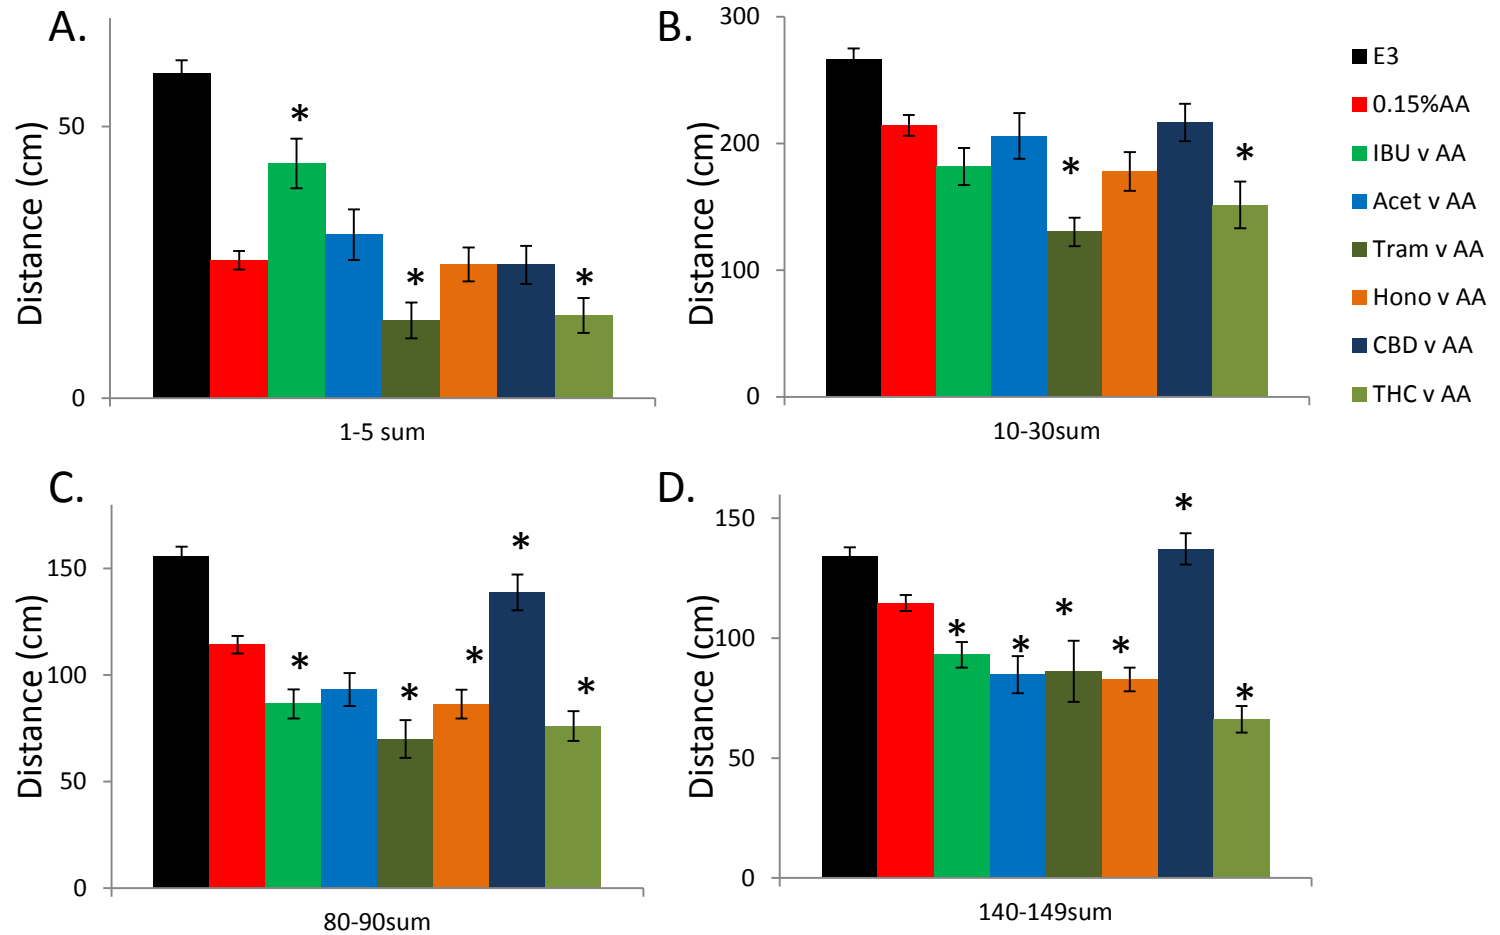 A.
Distance (cm)
50
0
*
*
*
1-5 sum
B.
Distance (cm)
300
200
100
0
*
*
10-30sum
E3
0.15%AA
IBU v AA
Acet v AA
Tram v AA
Hono v AA
CBD v AA
THC v AA
C.
Distance (cm)
150
100
50
0
*
*
*
*
*
80-90sum
D.
Distance (cm)
150
100
50
0
*
*
*
*
*
*
140-149sum